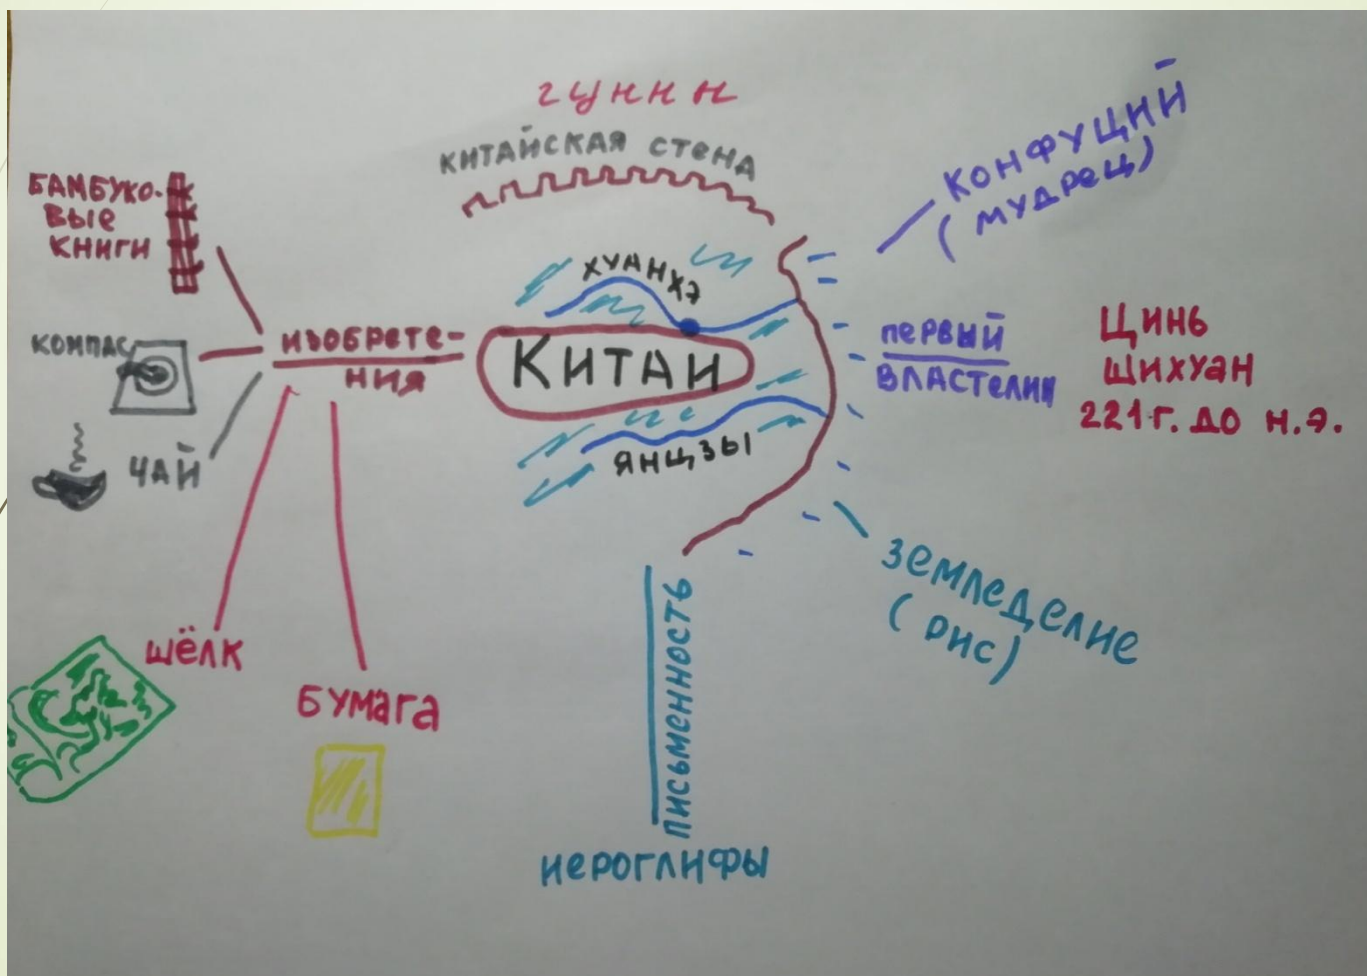 гунны
КИТАЙСКАЯ СТЕНА
КОНФУЦИЙ
(МУДРЕЦ)
БАМБУКО-
ВЫЕ
КНИГИ
ХУАНХЭ
КОМПАС
ИЗОБРЕТЕ-
НИЯ
КИТАЙ
ПЕРВЫЙ
ВЛАСТЕЛИН
ЦИНЬ
ШИХУАН
221 г. ДО Н.Э.
ЧАЙ
ЯНЦЗЫ
ЗЕМЛЕДЕЛИЕ
(РИС)
ШЁЛК
БУМАГА
ПИСЬМЕННОСТЬ
ИЕРОГЛИФЫ